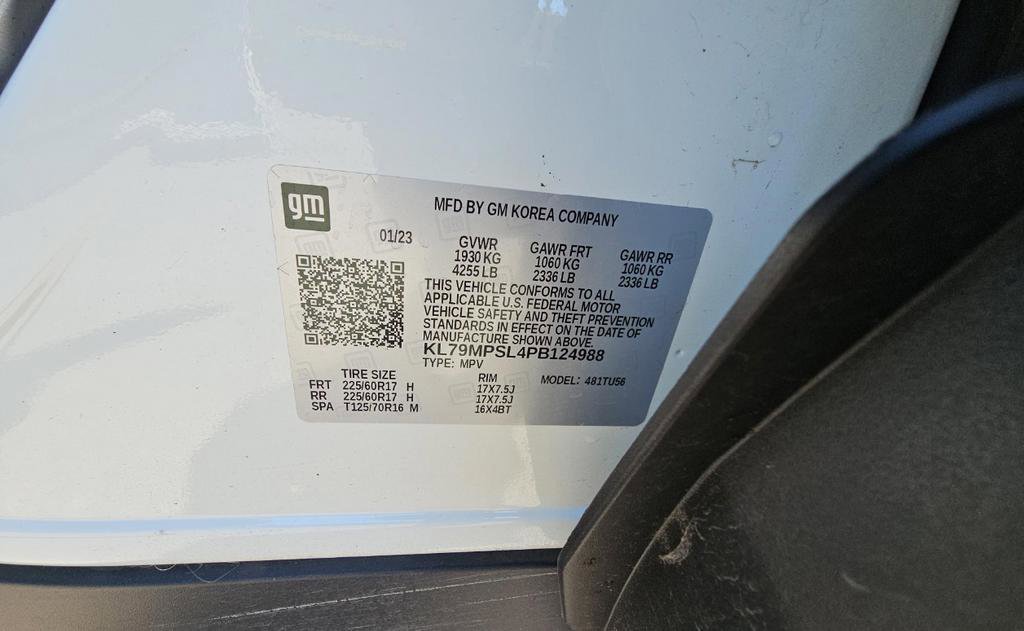 gm
MFD BY GM KOREA COMPANY
01/23
GVWR GAWR FRT GAWR RR
1930 KG 1060 KG 1060 KG
4255 LB 2336 LB 2336 LB
THIS VEHICLE CONFORMS TO ALL
APPLICABLE U.S. FEDERAL MOTOR
VEHICLE SAFETY AND THEFT PREVENTION
STANDARDS IN EFFECT ON THE DATE OF
MANUFACTURE SHOWN ABOVE.
KL79MPSL4PB124988
TYPE: MPV
TIRE SIZE RIM MODEL: 481TU56
FRT 225/60R17 H 17X7.5J
RR 225/60R17 H 17X7.5J
SPA T125/70R16 M 16X4BT